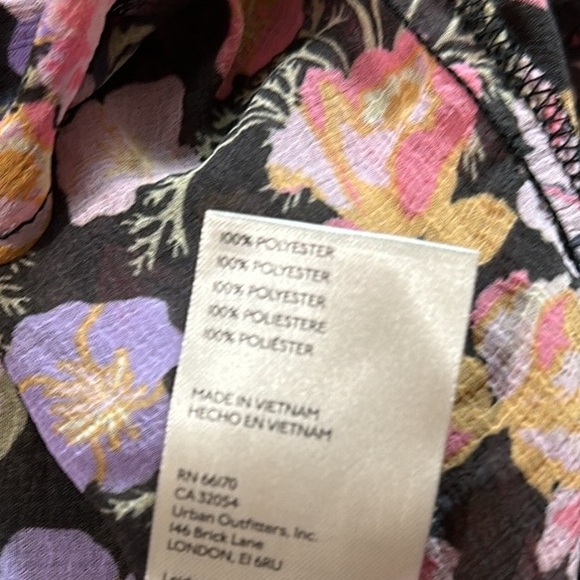 100% POLYESTER
100% POLYESTER
100% POLYESTER
100% POLIESTERE
100% POLIÉSTER
MADE IN VIETNAM
HECHO EN VIETNAM
RN 66170
CA 32054
Urban Outfitters, Inc.
146 Brick Lane
LONDON, E1 6RU